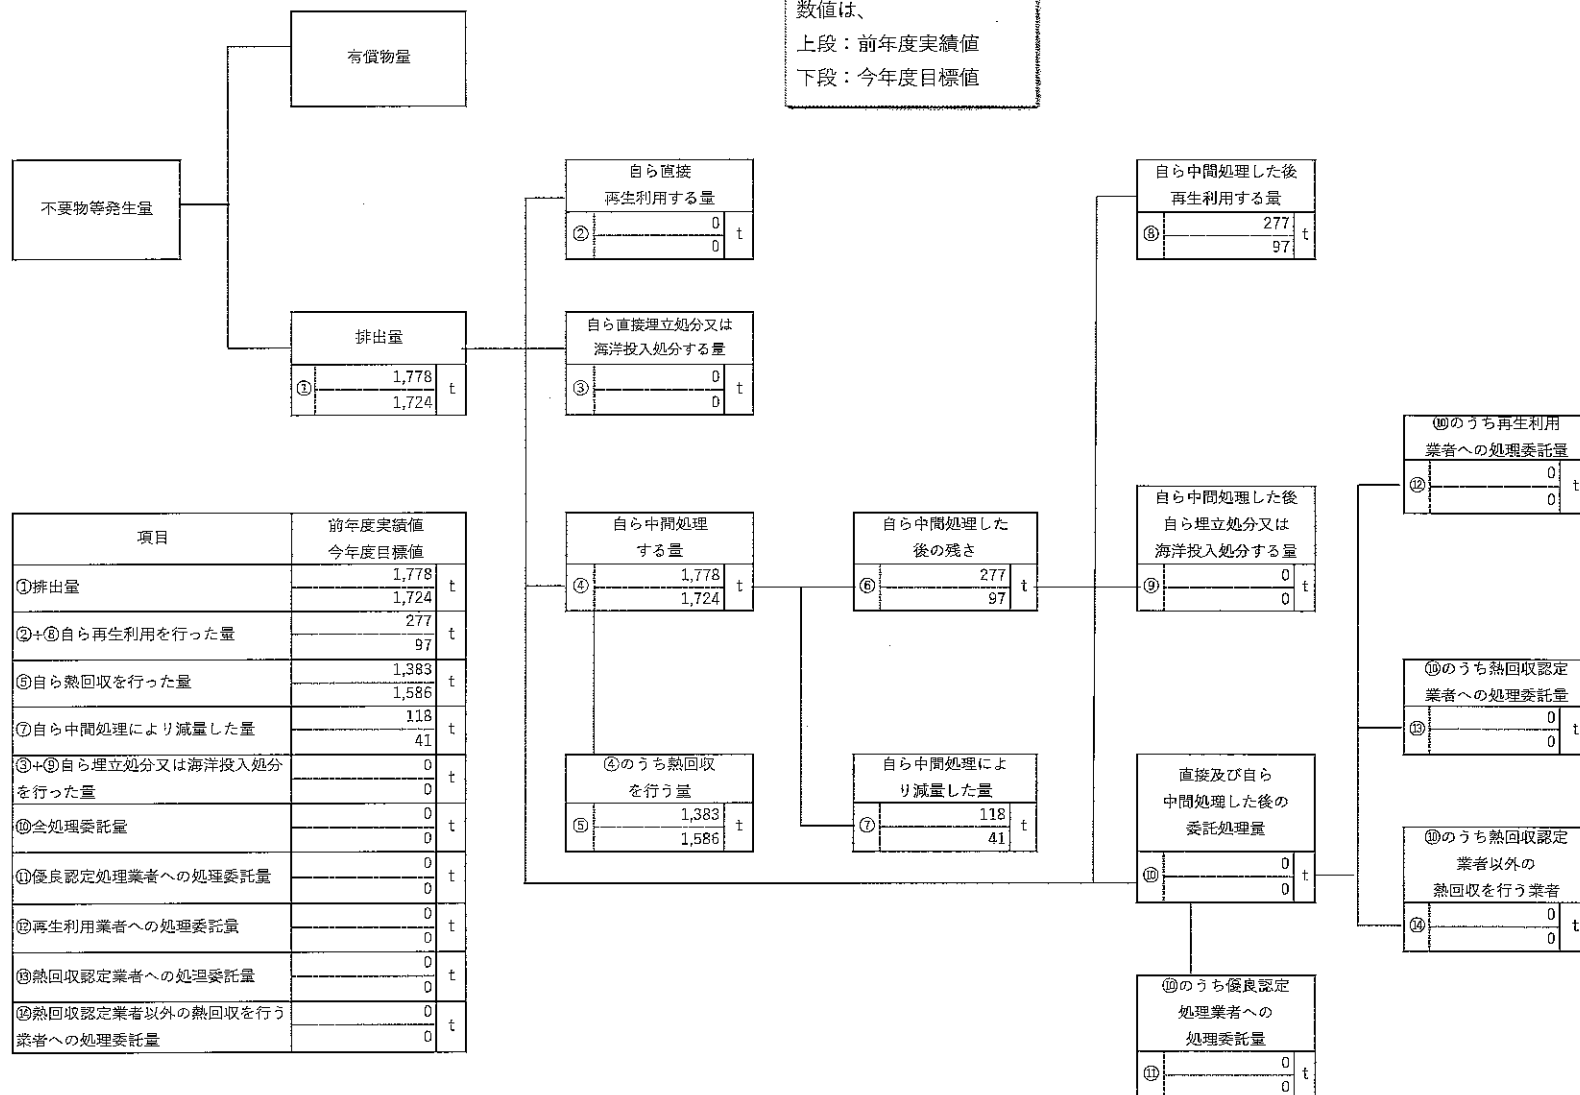 数値は、
上段：前年度実績値
下段：今年度目標値
有償物量
不要物等発生量
排出量
①
1,778
1,724
t
自ら直接
再生利用する量
②
0
0
t
自ら直接埋立処分又は
海洋投入処分する量
③
0
0
t
自ら中間処理
する量
④
1,778
1,724
t
④のうち熱回収
を行う量
⑤
1,383
1,586
t
自ら中間処理した
後の残さ
⑥
277
97
t
自ら中間処理によ
り減量した量
⑦
118
41
t
自ら中間処理した後
再生利用する量
⑧
277
97
t
自ら中間処理した後
自ら埋立処分又は
海洋投入処分する量
⑨
0
0
t
直接及び自ら
中間処理した後の
委託処理量
⑩
0
0
t
⑩のうち優良認定
処理業者への
処理委託量
⑪
0
0
t
⑩のうち再生利用
業者への処理委託量
⑫
0
0
t
⑩のうち熱回収認定
業者への処理委託量
⑬
0
0
t
⑩のうち熱回収認定
業者以外の
熱回収を行う業者
⑭
0
0
t
項目
前年度実績値
今年度目標値
①排出量
1,778
1,724
t
②+⑧自ら再生利用を行った量
277
97
t
⑤自ら熱回収を行った量
1,383
1,586
t
⑦自ら中間処理により減量した量
118
41
t
③+⑨自ら埋立処分又は海洋投入処分
を行った量
0
0
t
⑩全処理委託量
0
0
t
⑪優良認定処理業者への処理委託量
0
0
t
⑫再生利用業者への処理委託量
0
0
t
⑬熱回収認定業者への処理委託量
0
0
t
⑭熱回収認定業者以外の熱回収を行う
業者への処理委託量
0
0
t